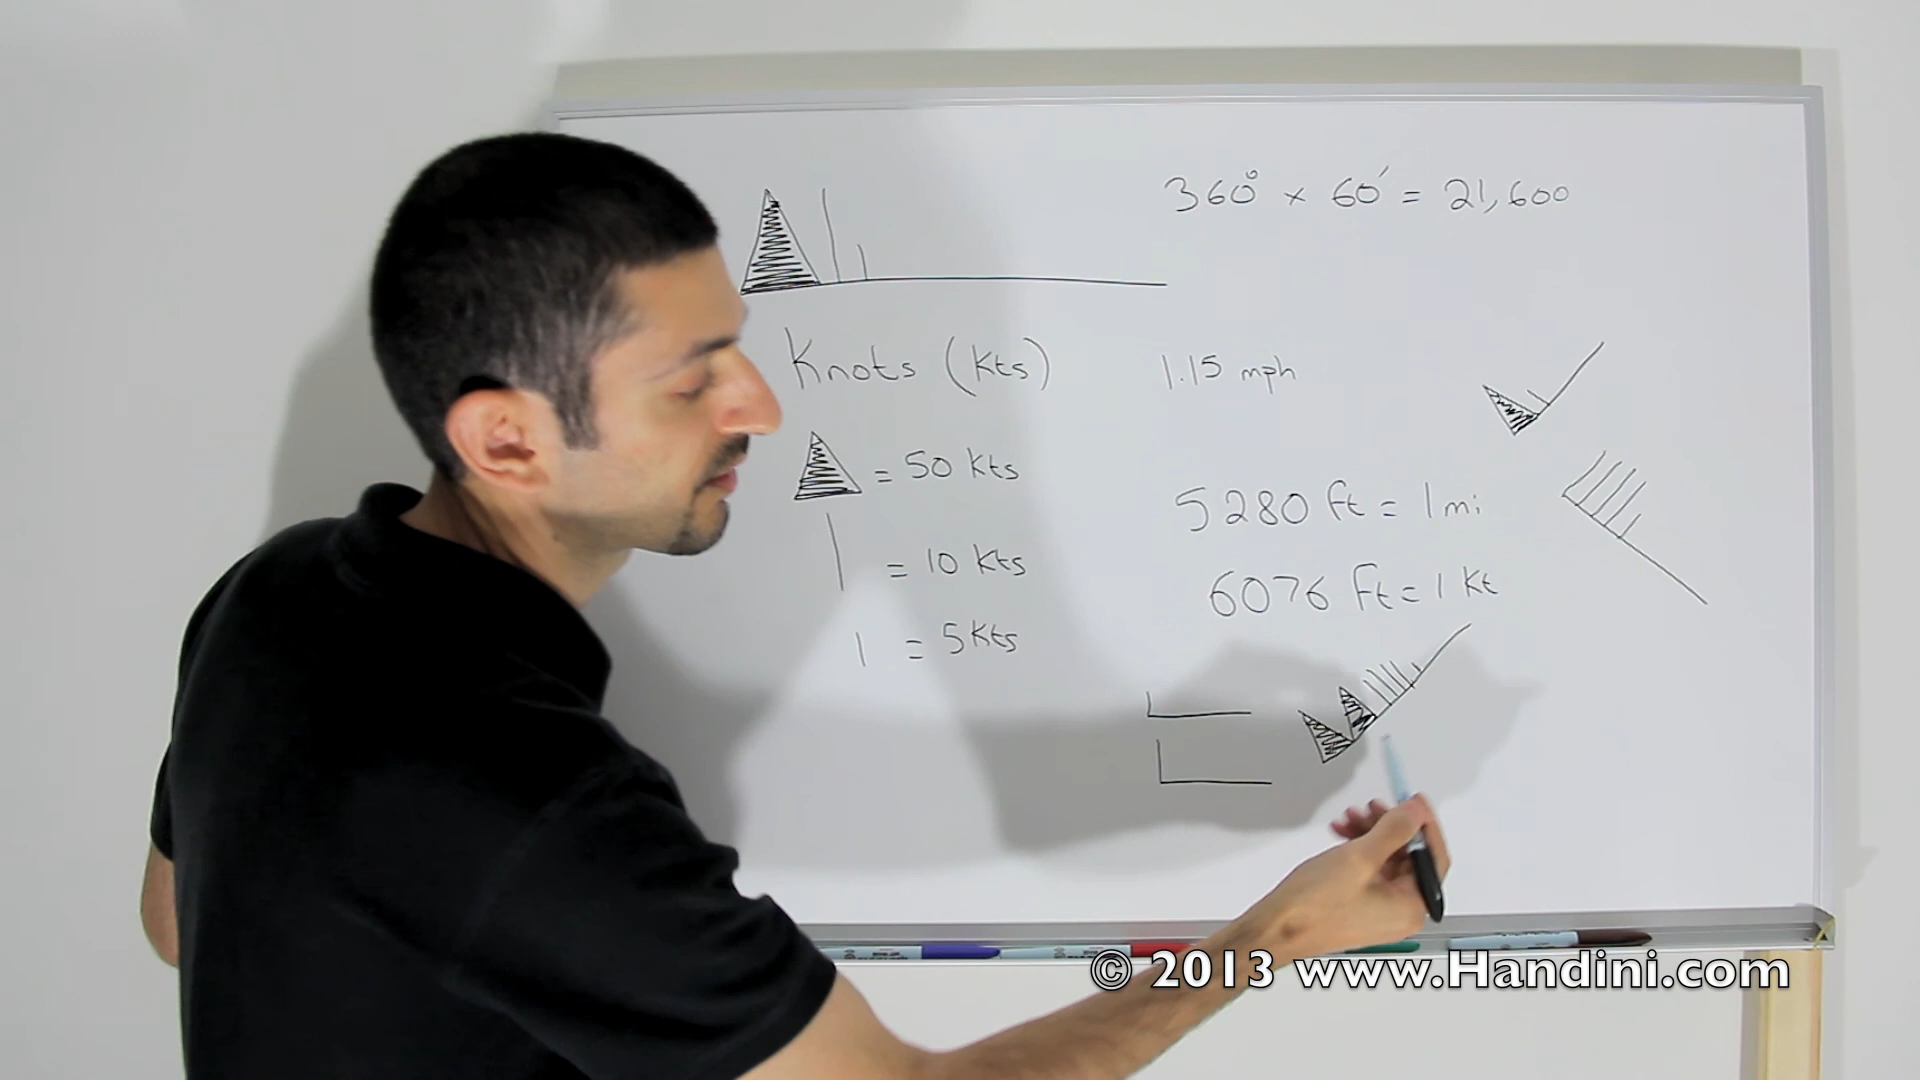 360° × 60′ = 21,600
Knots (Kts)
1.15 mph
= 50 Kts
= 10 Kts
= 5 Kts
5280 ft = 1 mi
6076 Ft = 1 Kt
© 2013 www.Handini.com